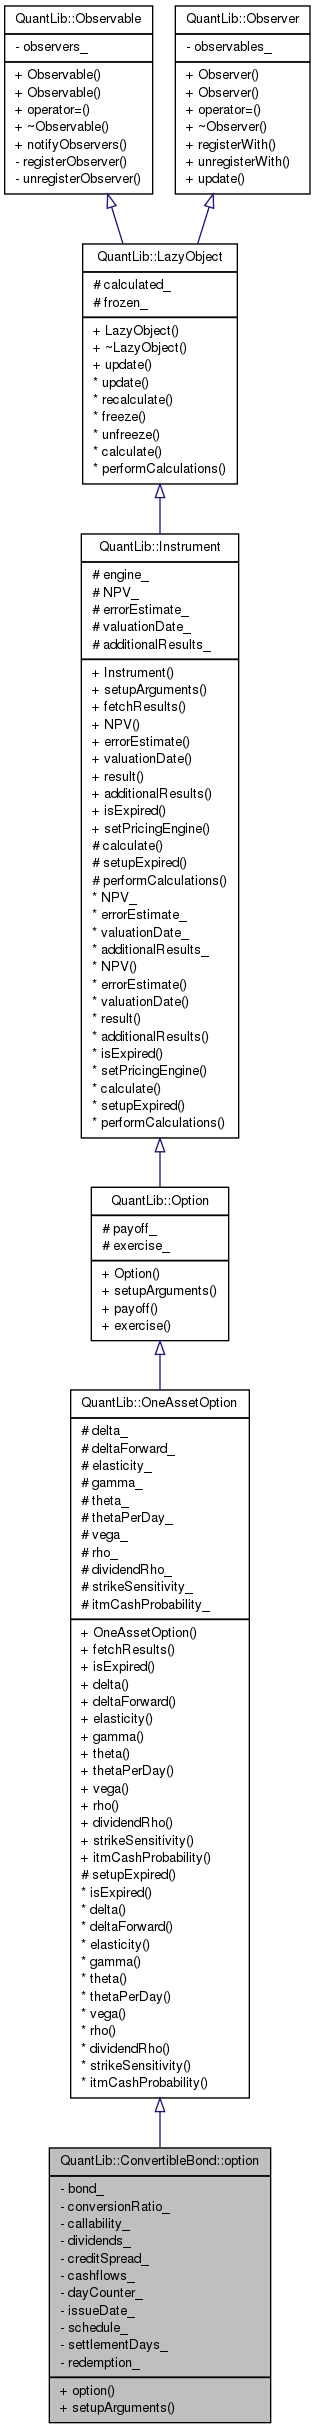 QuantLib::Observable
- observers_
+ Observable()
+ Observable()
+ operator=()
+ ~Observable()
+ notifyObservers()
- registerObserver()
- unregisterObserver()
QuantLib::Observer
- observables_
+ Observer()
+ Observer()
+ operator=()
+ ~Observer()
+ registerWith()
+ unregisterWith()
+ update()
QuantLib::LazyObject
# calculated_
# frozen_
+ LazyObject()
+ ~LazyObject()
+ update()
* update()
* recalculate()
* freeze()
* unfreeze()
* calculate()
* performCalculations()
QuantLib::Instrument
# engine_
# NPV_
# errorEstimate_
# valuationDate_
# additionalResults_
+ Instrument()
+ setupArguments()
+ fetchResults()
+ NPV()
+ errorEstimate()
+ valuationDate()
+ result()
+ additionalResults()
+ isExpired()
+ setPricingEngine()
# calculate()
# setupExpired()
# performCalculations()
* NPV_
* errorEstimate_
* valuationDate_
* additionalResults_
* NPV()
* errorEstimate()
* valuationDate()
* result()
* additionalResults()
* isExpired()
* setPricingEngine()
* calculate()
* setupExpired()
* performCalculations()
QuantLib::Option
# payoff_
# exercise_
+ Option()
+ setupArguments()
+ payoff()
+ exercise()
QuantLib::OneAssetOption
# delta_
# deltaForward_
# elasticity_
# gamma_
# theta_
# thetaPerDay_
# vega_
# rho_
# dividendRho_
# strikeSensitivity_
# itmCashProbability_
+ OneAssetOption()
+ fetchResults()
+ isExpired()
+ delta()
+ deltaForward()
+ elasticity()
+ gamma()
+ theta()
+ thetaPerDay()
+ vega()
+ rho()
+ dividendRho()
+ strikeSensitivity()
+ itmCashProbability()
# setupExpired()
* isExpired()
* delta()
* deltaForward()
* elasticity()
* gamma()
* theta()
* thetaPerDay()
* vega()
* rho()
* dividendRho()
* strikeSensitivity()
* itmCashProbability()
QuantLib::ConvertibleBond::option
- bond_
- conversionRatio_
- callability_
- dividends_
- creditSpread_
- cashflows_
- dayCounter_
- issueDate_
- schedule_
- settlementDays_
- redemption_
+ option()
+ setupArguments()